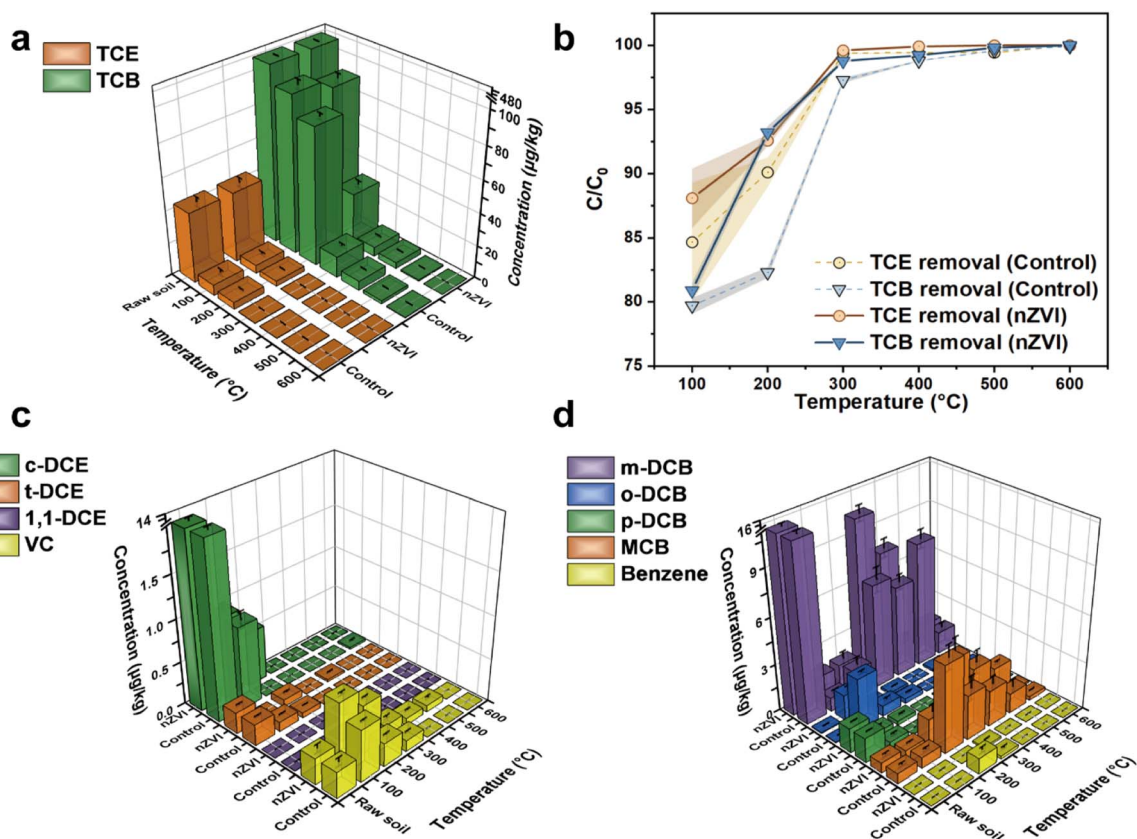 a
TCE
TCB
480
100
80
60
40
20
0
Concentration (µg/kg)
Raw soil
100
200
300
400
500
600
Temperature (°C)
nZVI
Control
nZVI
Control
b
100
95
90
85
80
75
C/C0
TCE removal (Control)
TCB removal (Control)
TCE removal (nZVI)
TCB removal (nZVI)
100 200 300 400 500 600
Temperature (°C)
c
c-DCE
t-DCE
1,1-DCE
VC
14
1.5
1.0
0.5
0.0
Concentration (µg/kg)
nZVI
Control
nZVI
Control
nZVI
Control
nZVI
Control
Raw soil
100
200
300
400
500
600
Temperature (°C)
d
m-DCB
o-DCB
p-DCB
MCB
Benzene
16
9
6
3
0
Concentration (µg/kg)
nZVI
Control
nZVI
Control
nZVI
Control
nZVI
Control
nZVI
Control
Raw soil
100
200
300
400
500
600
Temperature (°C)